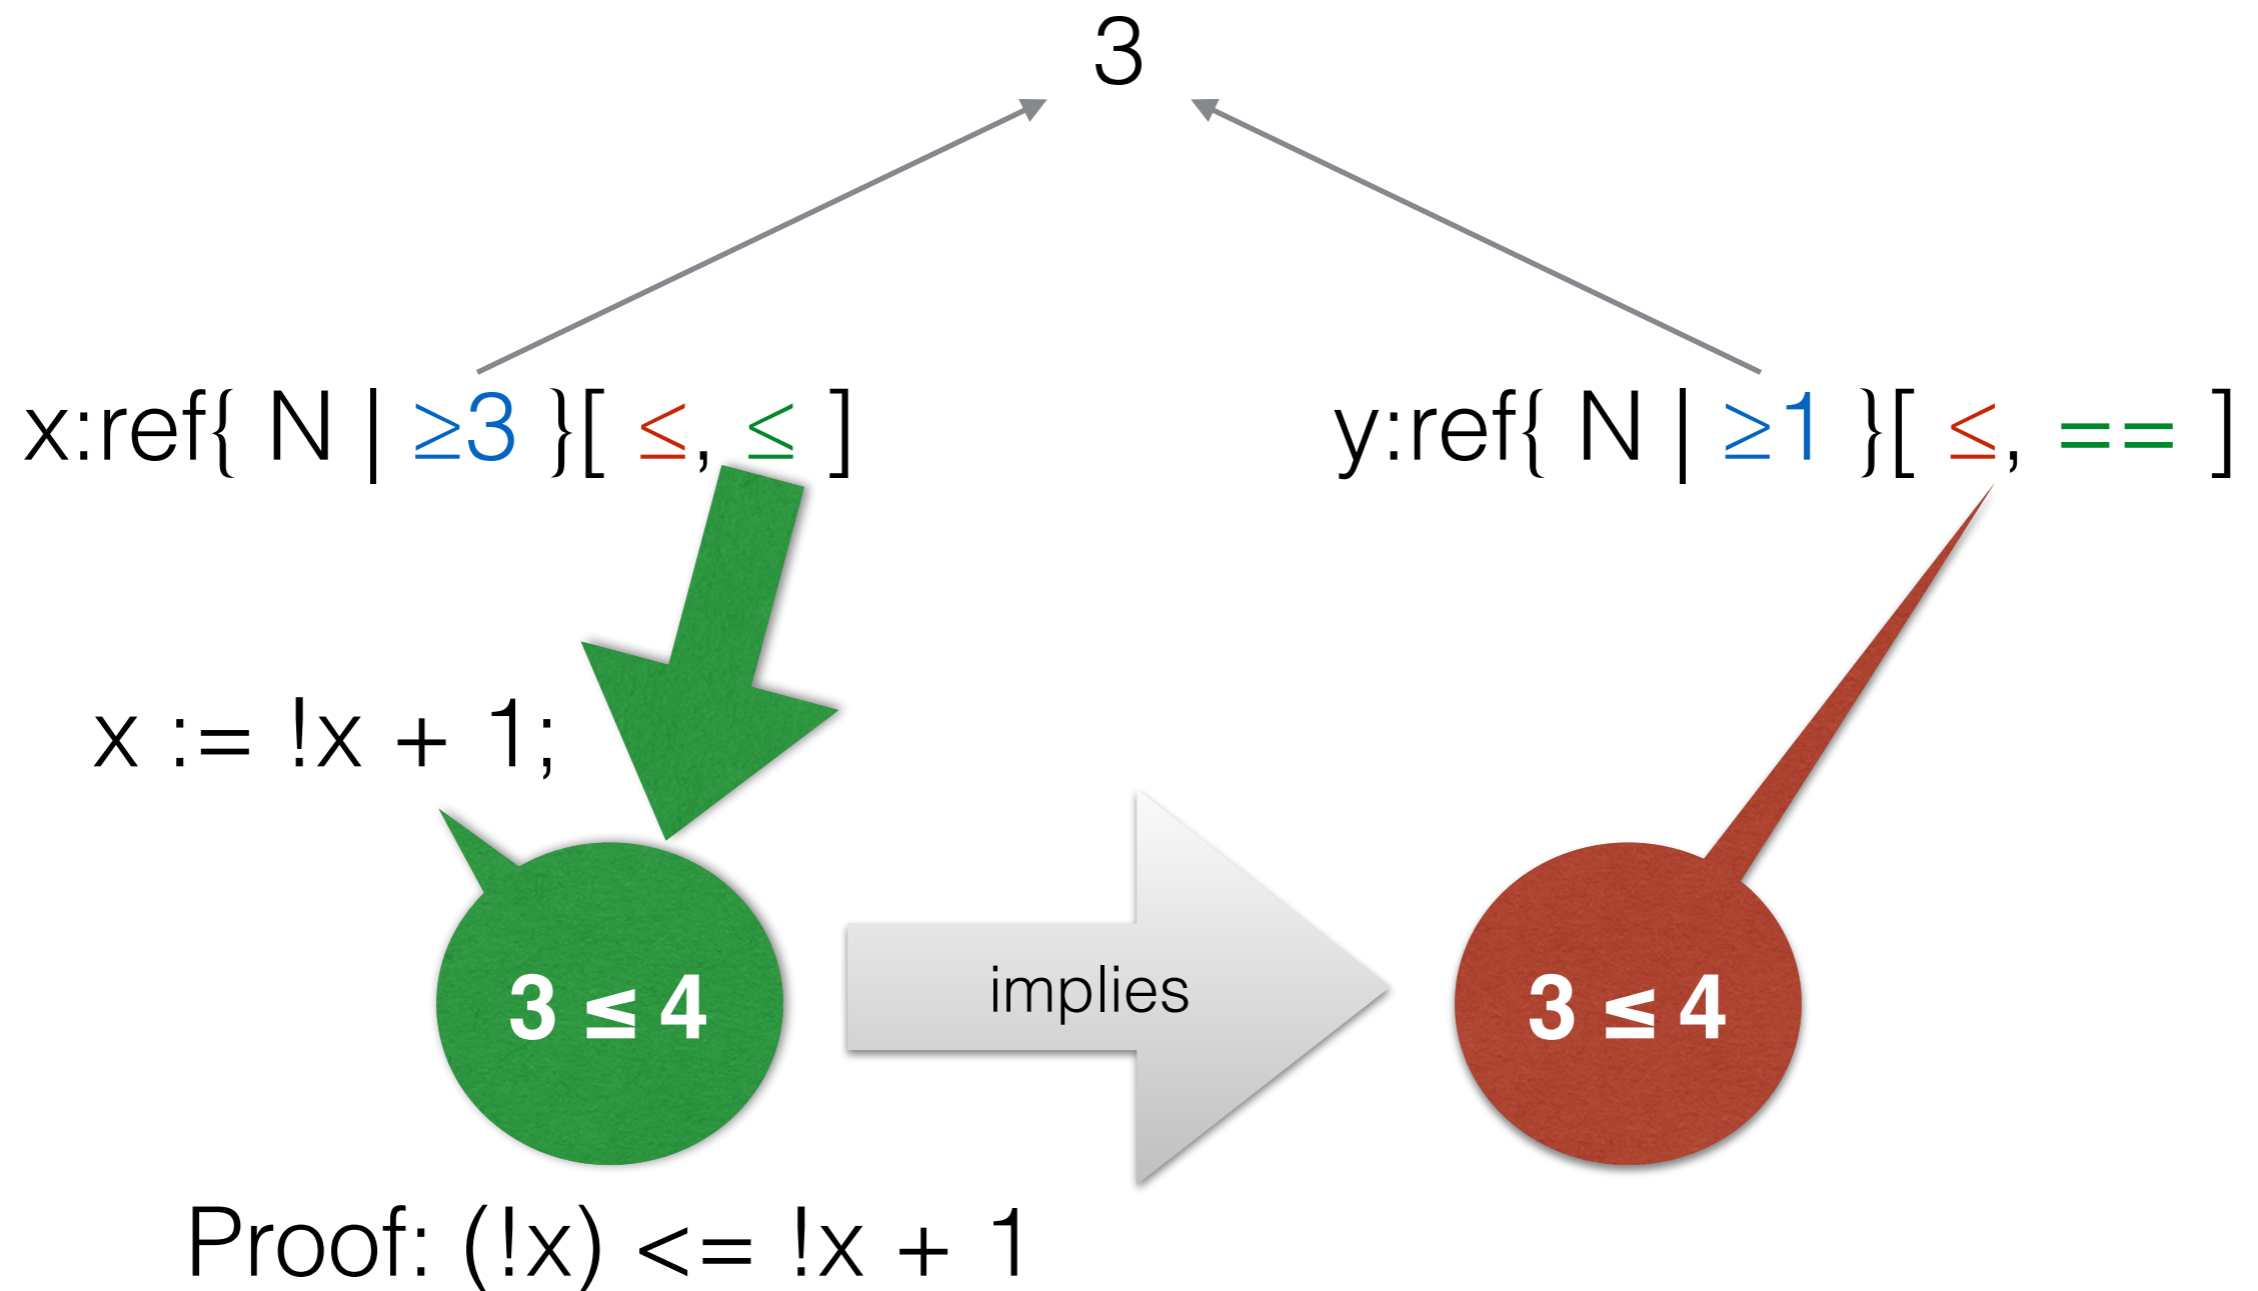 3
x:ref{ N | ≥3 }[ ≤, ≤ ]
y:ref{ N | ≥1 }[ ≤, == ]
x := !x + 1;
3 ≤ 4
implies
3 ≤ 4
Proof: (!x) <= !x + 1